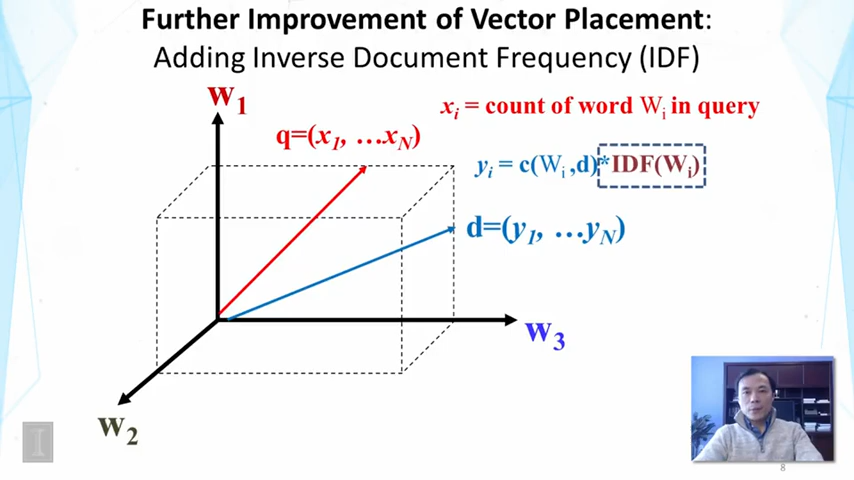 Further Improvement of Vector Placement:
Adding Inverse Document Frequency (IDF)
W1
xi = count of word Wi in query
q=(x1, …xN)
yi = c(Wi ,d)*IDF(Wi)
d=(y1, …yN)
W3
W2
I
8